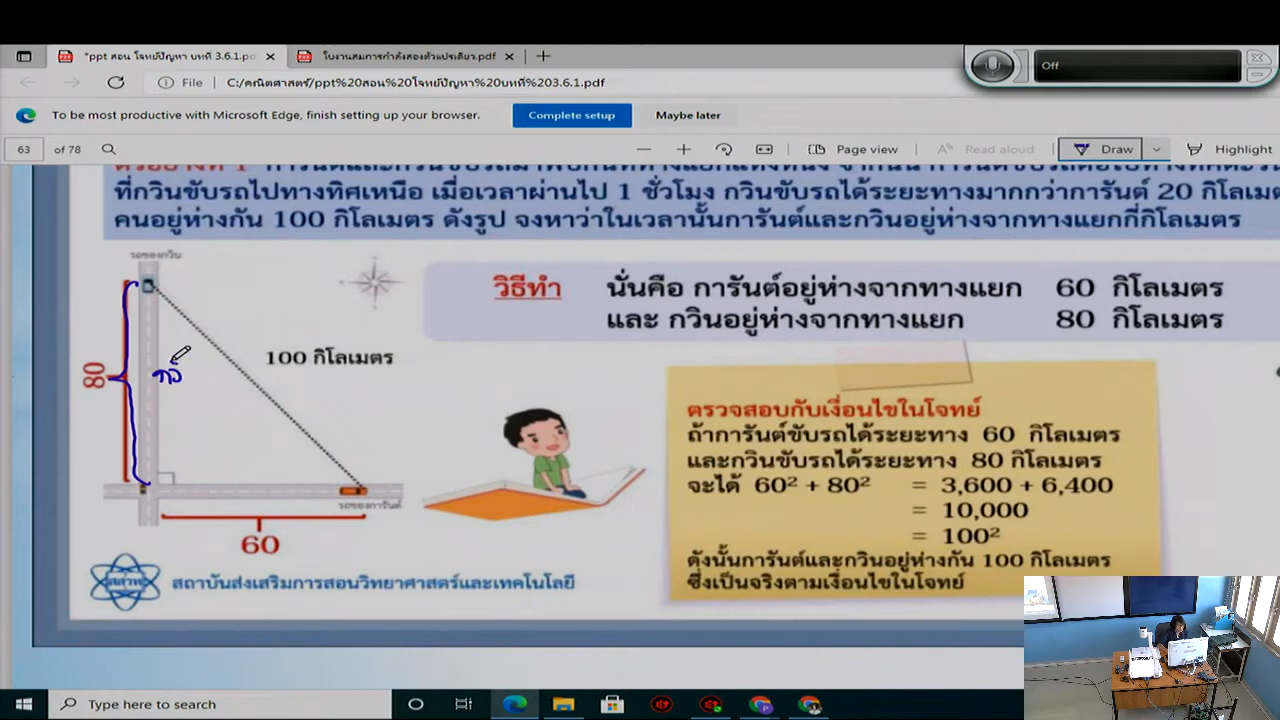 *ppt สอน โจทย์ปัญหา บทที่ 3.6.1.pd
ใบงานสมการกำลังสองตัวแปรเดียว.pdf
Off
File
C:/คณิตศาสตร์/ppt%20สอน%20โจทย์ปัญหา%20บทที่%203.6.1.pdf
To be most productive with Microsoft Edge, finish setting up your browser.
Complete setup
Maybe later
63 of 78
Page view
Read aloud
Draw
Highlight
ที่กวินขับรถไปทางทิศเหนือ เมื่อเวลาผ่านไป 1 ชั่วโมง กวินขับรถได้ระยะทางมากกว่าการันต์ 20 กิโลเม
คนอยู่ห่างกัน 100 กิโลเมตร ดังรูป จงหาว่าในเวลานั้นการันต์และกวินอยู่ห่างจากทางแยกกี่กิโลเมตร
รถของกวิน
80
100 กิโลเมตร
รถของการันต์
60
วิธีทำ นั่นคือ การันต์อยู่ห่างจากทางแยก 60 กิโลเมตร
และ กวินอยู่ห่างจากทางแยก 80 กิโลเมตร
ตรวจสอบกับเงื่อนไขในโจทย์
ถ้าการันต์ขับรถได้ระยะทาง 60 กิโลเมตร
และกวินขับรถได้ระยะทาง 80 กิโลเมตร
จะได้ 60² + 80² = 3,600 + 6,400
= 10,000
= 100²
ดังนั้นการันต์และกวินอยู่ห่างกัน 100 กิโลเมตร
ซึ่งเป็นจริงตามเงื่อนไขในโจทย์
สสวท.
สถาบันส่งเสริมการสอนวิทยาศาสตร์และเทคโนโลยี
Type here to search